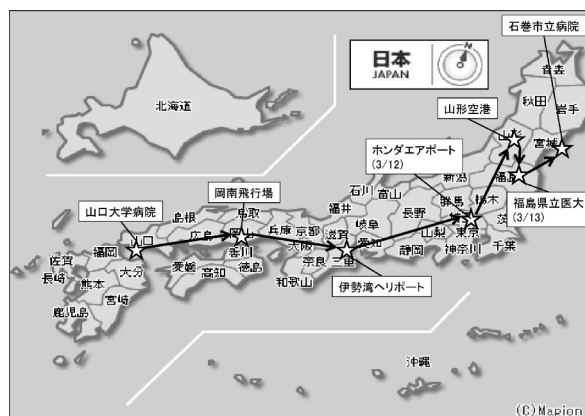 石巻市立病院
日本
JAPAN
青森
北海道
秋田
岩手
山形空港
山形
宮城
ホンダエアポート
(3/12)
新潟
岡南飛行場
石川
富山
群馬
栃木
福島県立医大
(3/13)
山口大学病院
島根
鳥取
福井
岐阜
長野
山口
広島
岡山
兵庫
京都
滋賀
愛知
山梨
東京
千葉
福岡
大阪
静岡
神奈川
佐賀
大分
愛媛
香川
徳島
奈良
三重
長崎
熊本
高知
和歌山
伊勢湾ヘリポート
宮崎
鹿児島
沖縄
(C)Mapion